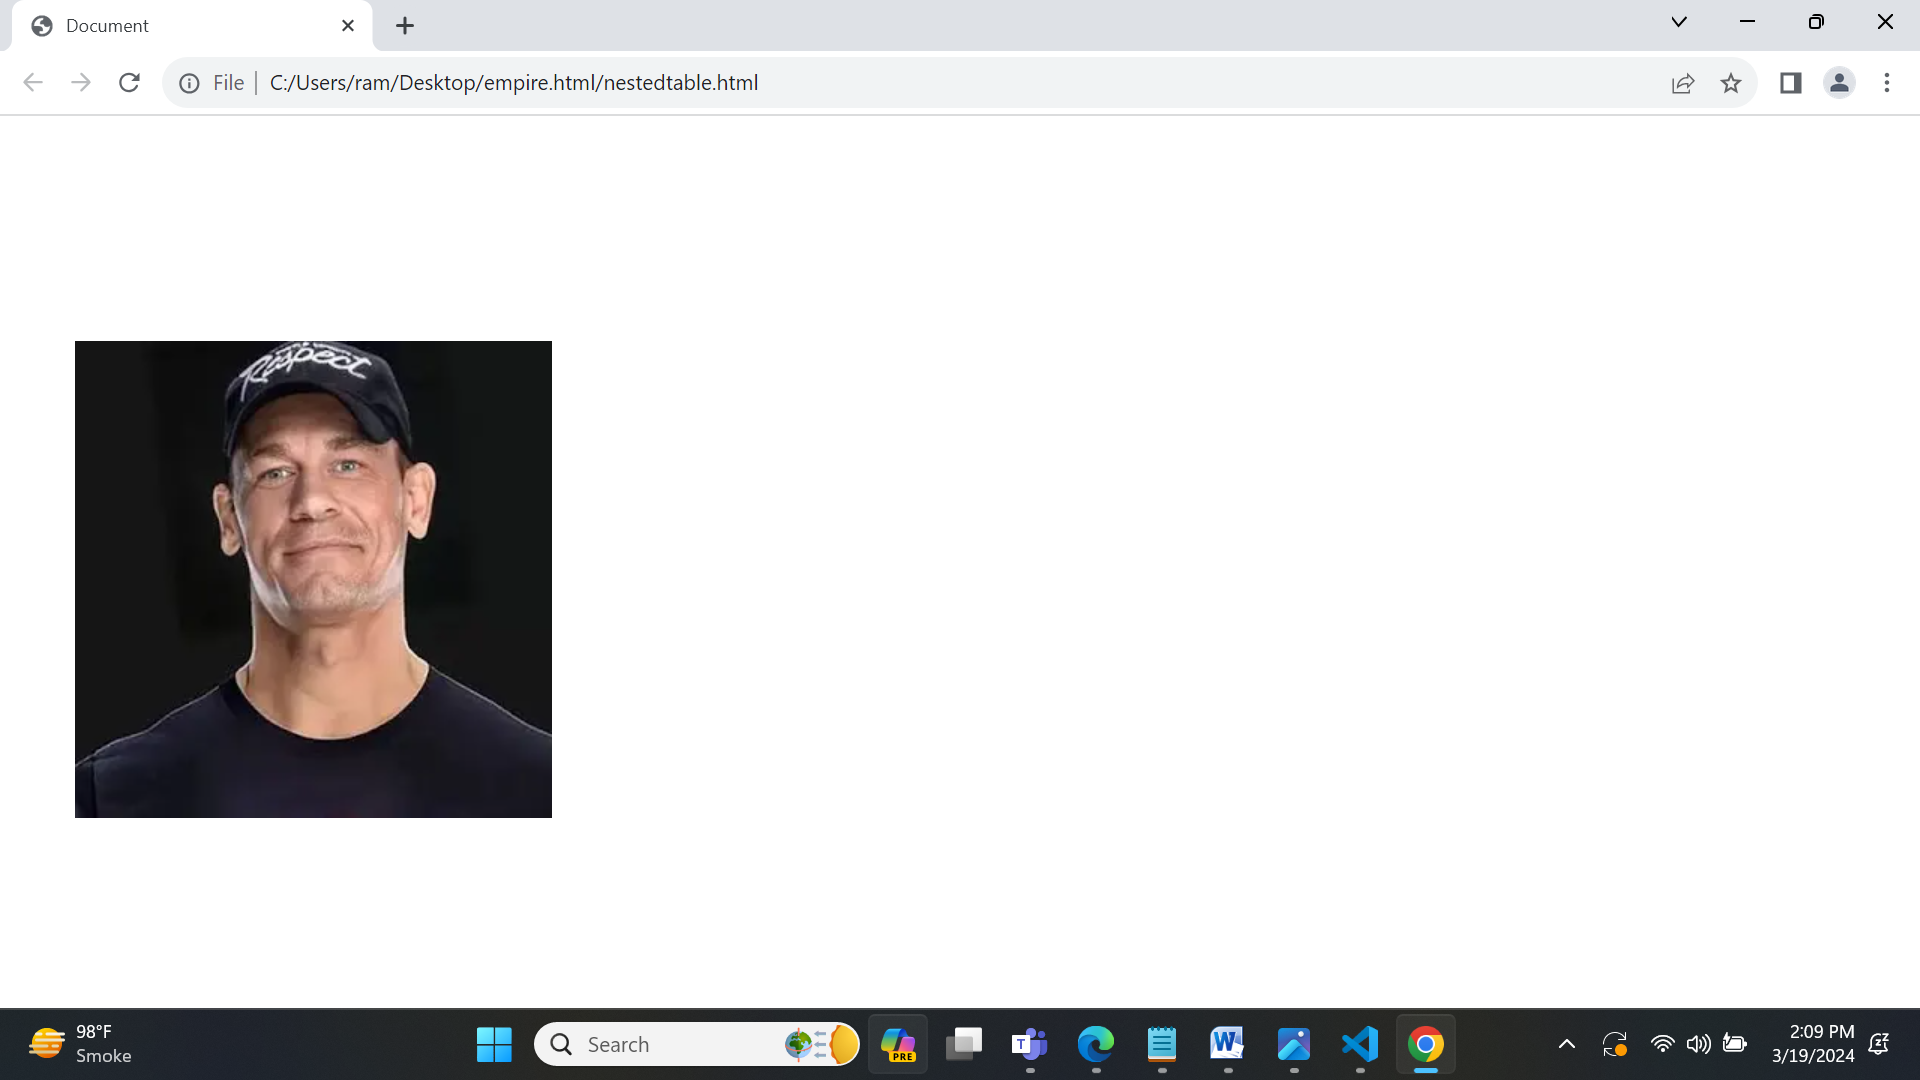 Document
File
C:/Users/ram/Desktop/empire.html/nestedtable.html
Respect
98°F
Smoke
Search
PRE
T
W
2:09 PM
3/19/2024